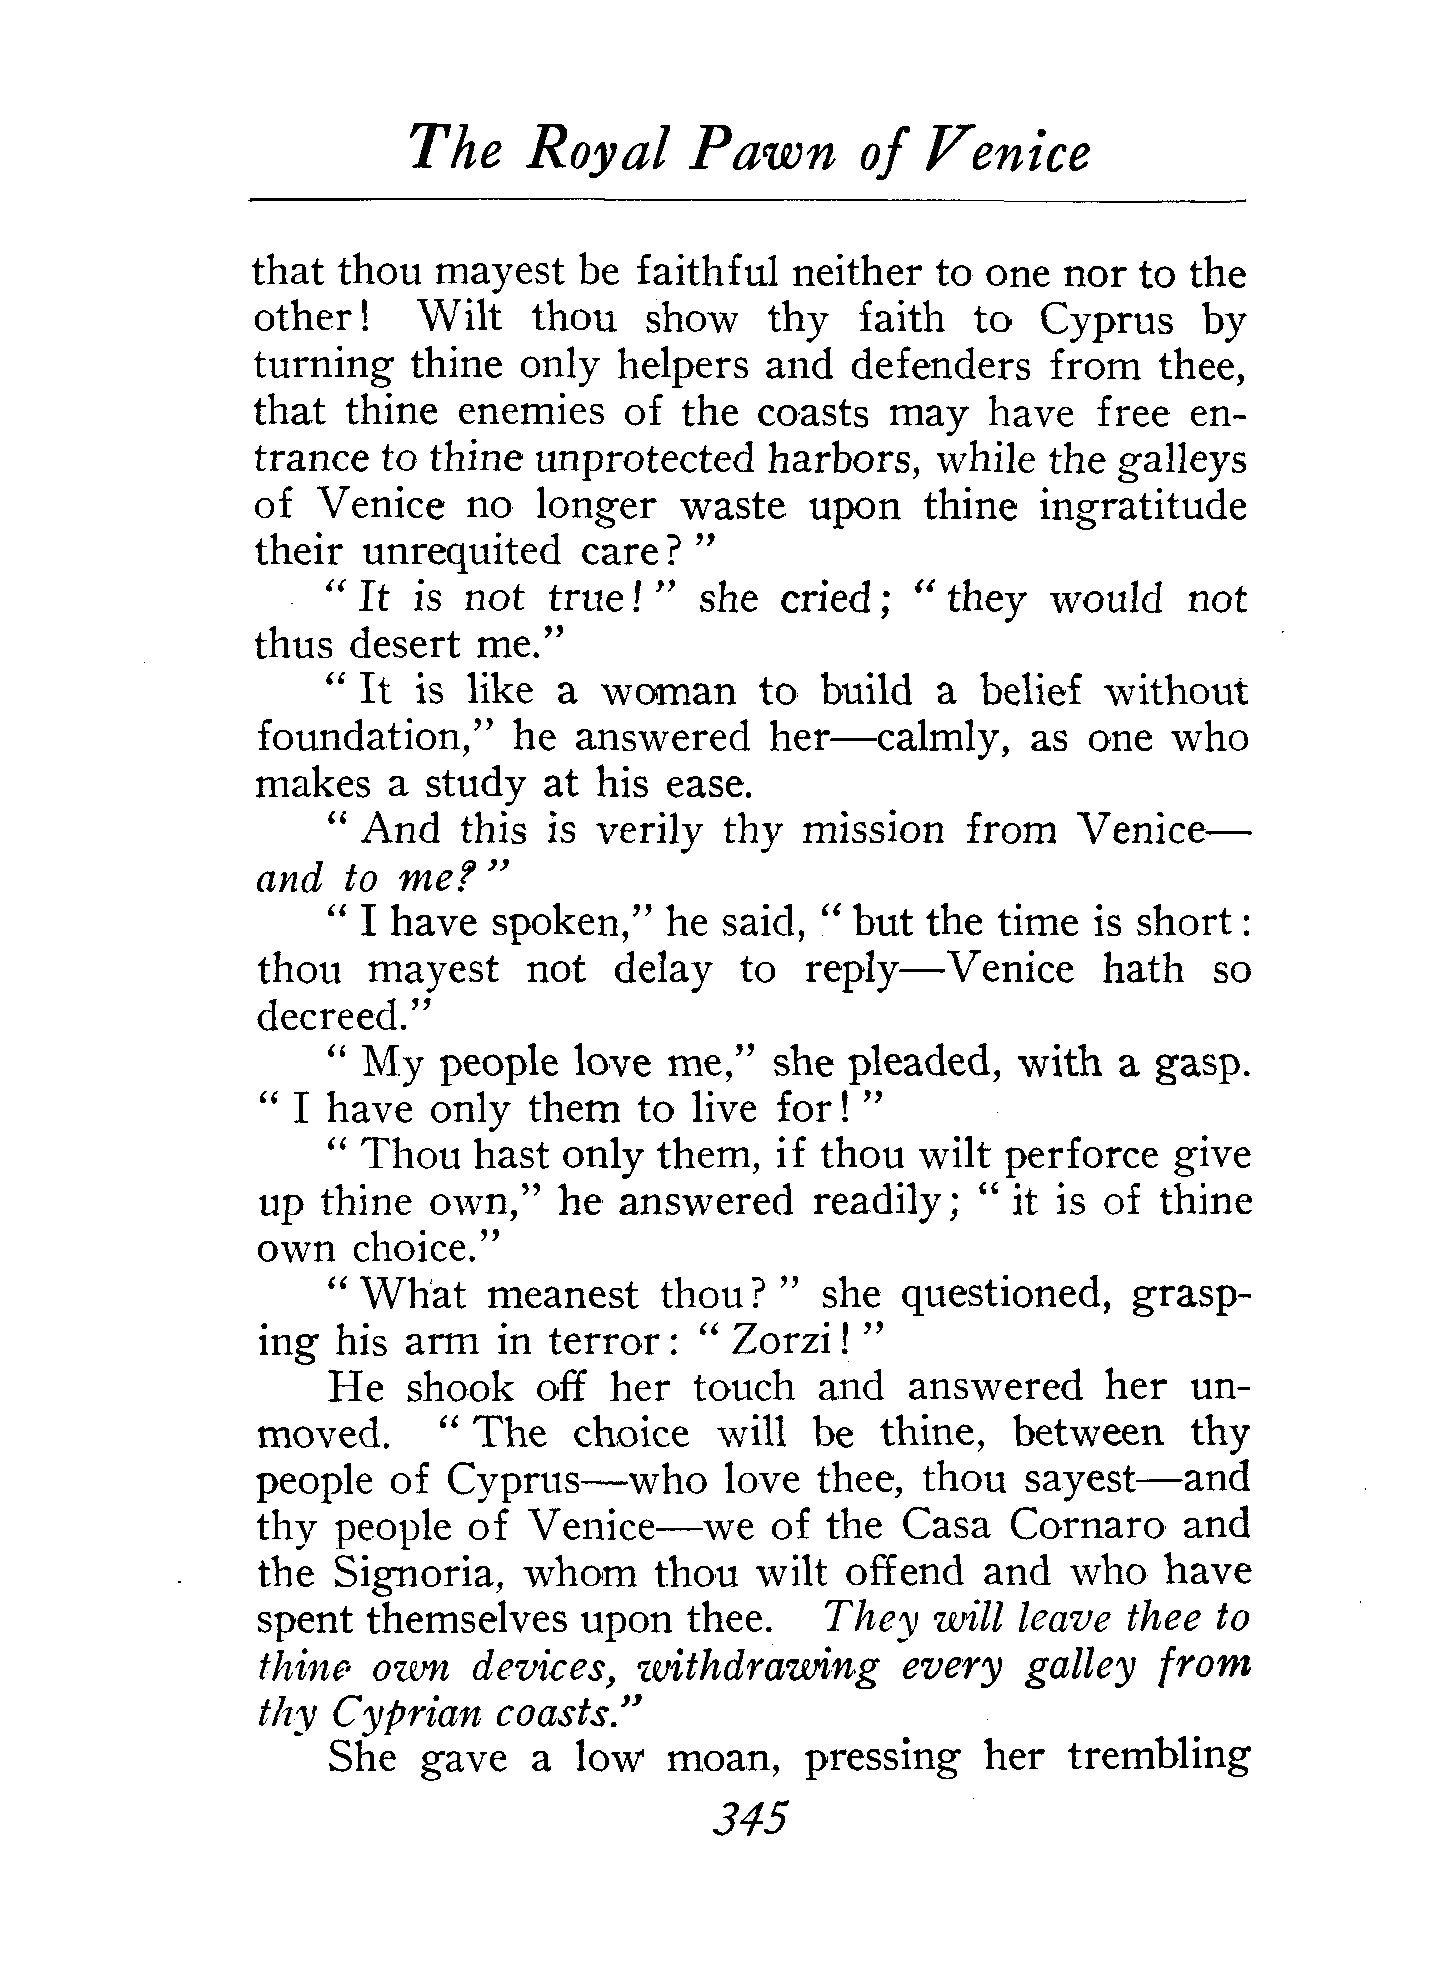 The Royal Pawn of Venice
that thou mayest be faithful neither to one nor to the
other! Wilt thou show thy faith to Cyprus by
turning thine only helpers and defenders from thee,
that thine enemies of the coasts may have free en-
trance to thine unprotected harbors, while the galleys
of Venice no longer waste upon thine ingratitude
their unrequited care?"
"It is not true!" she cried; "they would not
thus desert me."
"It is like a woman to build a belief without
foundation," he answered her—calmly, as one who
makes a study at his ease.
"And this is verily thy mission from Venice—
and to me?"
"I have spoken," he said, "but the time is short:
thou mayest not delay to reply—Venice hath so
decreed."
"My people love me," she pleaded, with a gasp.
"I have only them to live for!"
"Thou hast only them, if thou wilt perforce give
up thine own," he answered readily; "it is of thine
own choice."
"What meanest thou?" she questioned, grasp-
ing his arm in terror: "Zorzi!"
He shook off her touch and answered her un-
moved. "The choice will be thine, between thy
people of Cyprus—who love thee, thou sayest—and
thy people of Venice—we of the Casa Cornaro and
the Signoria, whom thou wilt offend and who have
spent themselves upon thee. They will leave thee to
thine own devices, withdrawing every galley from
thy Cyprian coasts."
She gave a low moan, pressing her trembling
345